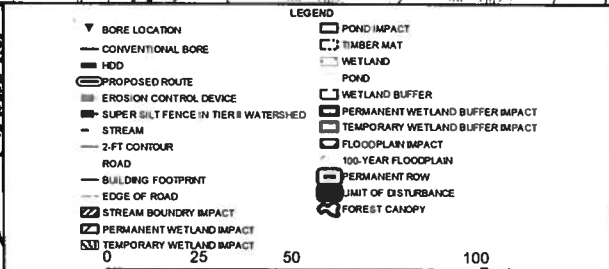 LEGEND
BORE LOCATION
CONVENTIONAL BORE
HDD
PROPOSED ROUTE
EROSION CONTROL DEVICE
SUPER SILT FENCE IN TIER II WATERSHED
STREAM
2-FT CONTOUR
ROAD
BUILDING FOOTPRINT
EDGE OF ROAD
STREAM BOUNDRY IMPACT
PERMANENT WETLAND IMPACT
TEMPORARY WETLAND IMPACT
POND IMPACT
TIMBER MAT
WETLAND
POND
WETLAND BUFFER
PERMANENT WETLAND BUFFER IMPACT
TEMPORARY WETLAND BUFFER IMPACT
FLOODPLAIN IMPACT
100-YEAR FLOODPLAIN
PERMANENT ROW
LIMIT OF DISTURBANCE
FOREST CANOPY
0 25 50 100